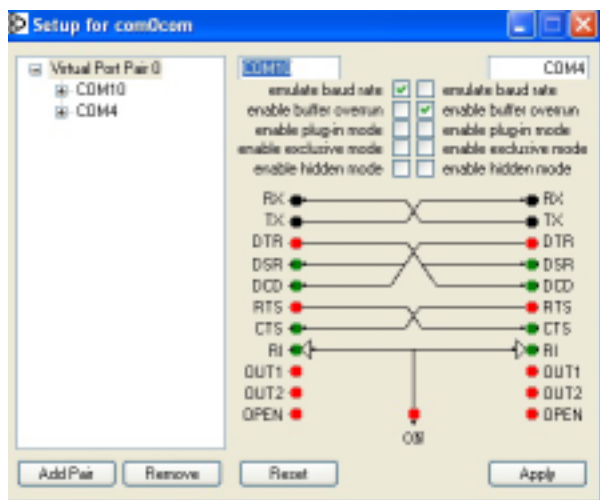 Setup for com0com
Virtual Port Pair 0
COM10
COM4
COM10 COM4
emulate baud rate emulate baud rate
enable buffer overrun enable buffer overrun
enable plug-in mode enable plug-in mode
enable exclusive mode enable exclusive mode
enable hidden mode enable hidden mode
RX RX
TX TX
DTR DTR
DSR DSR
DCD DCD
RTS RTS
CTS CTS
RI RI
OUT1 OUT1
OUT2 OUT2
OPEN OPEN
ON
Add Pair Remove Reset Apply